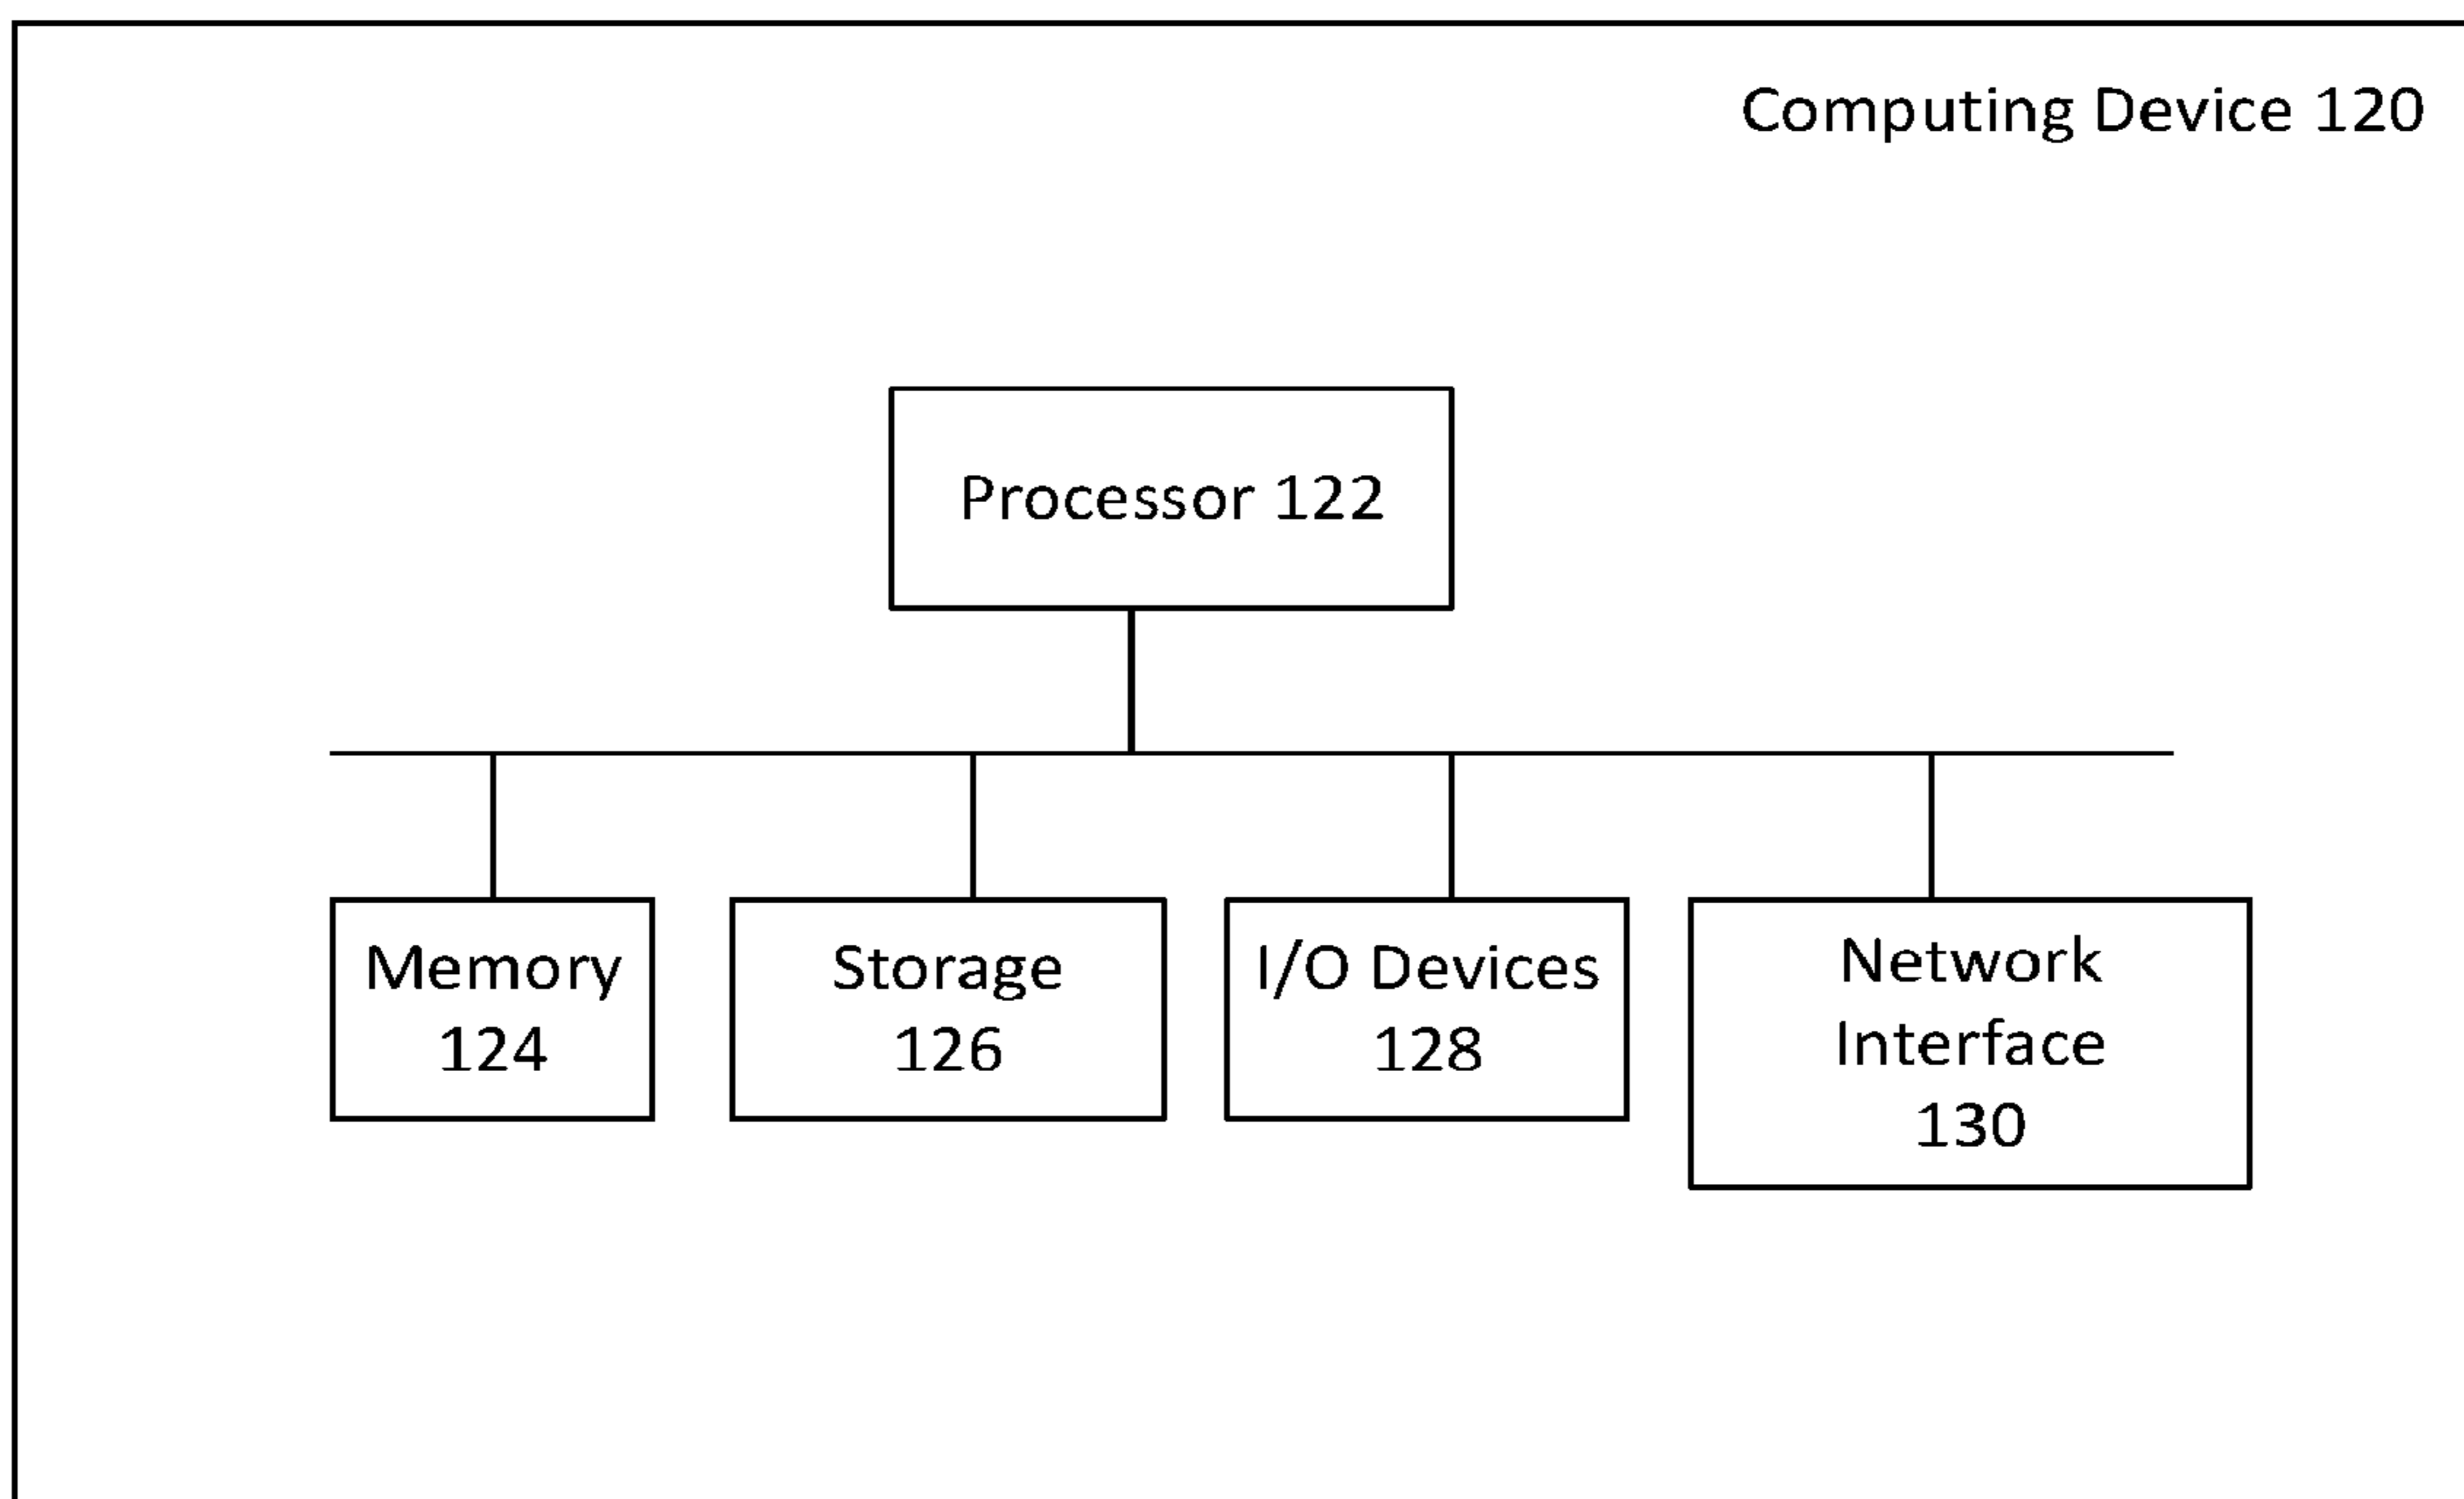 Computing Device 120
Processor 122
Memory
124
Storage
126
I/O Devices
128
Network
Interface
130